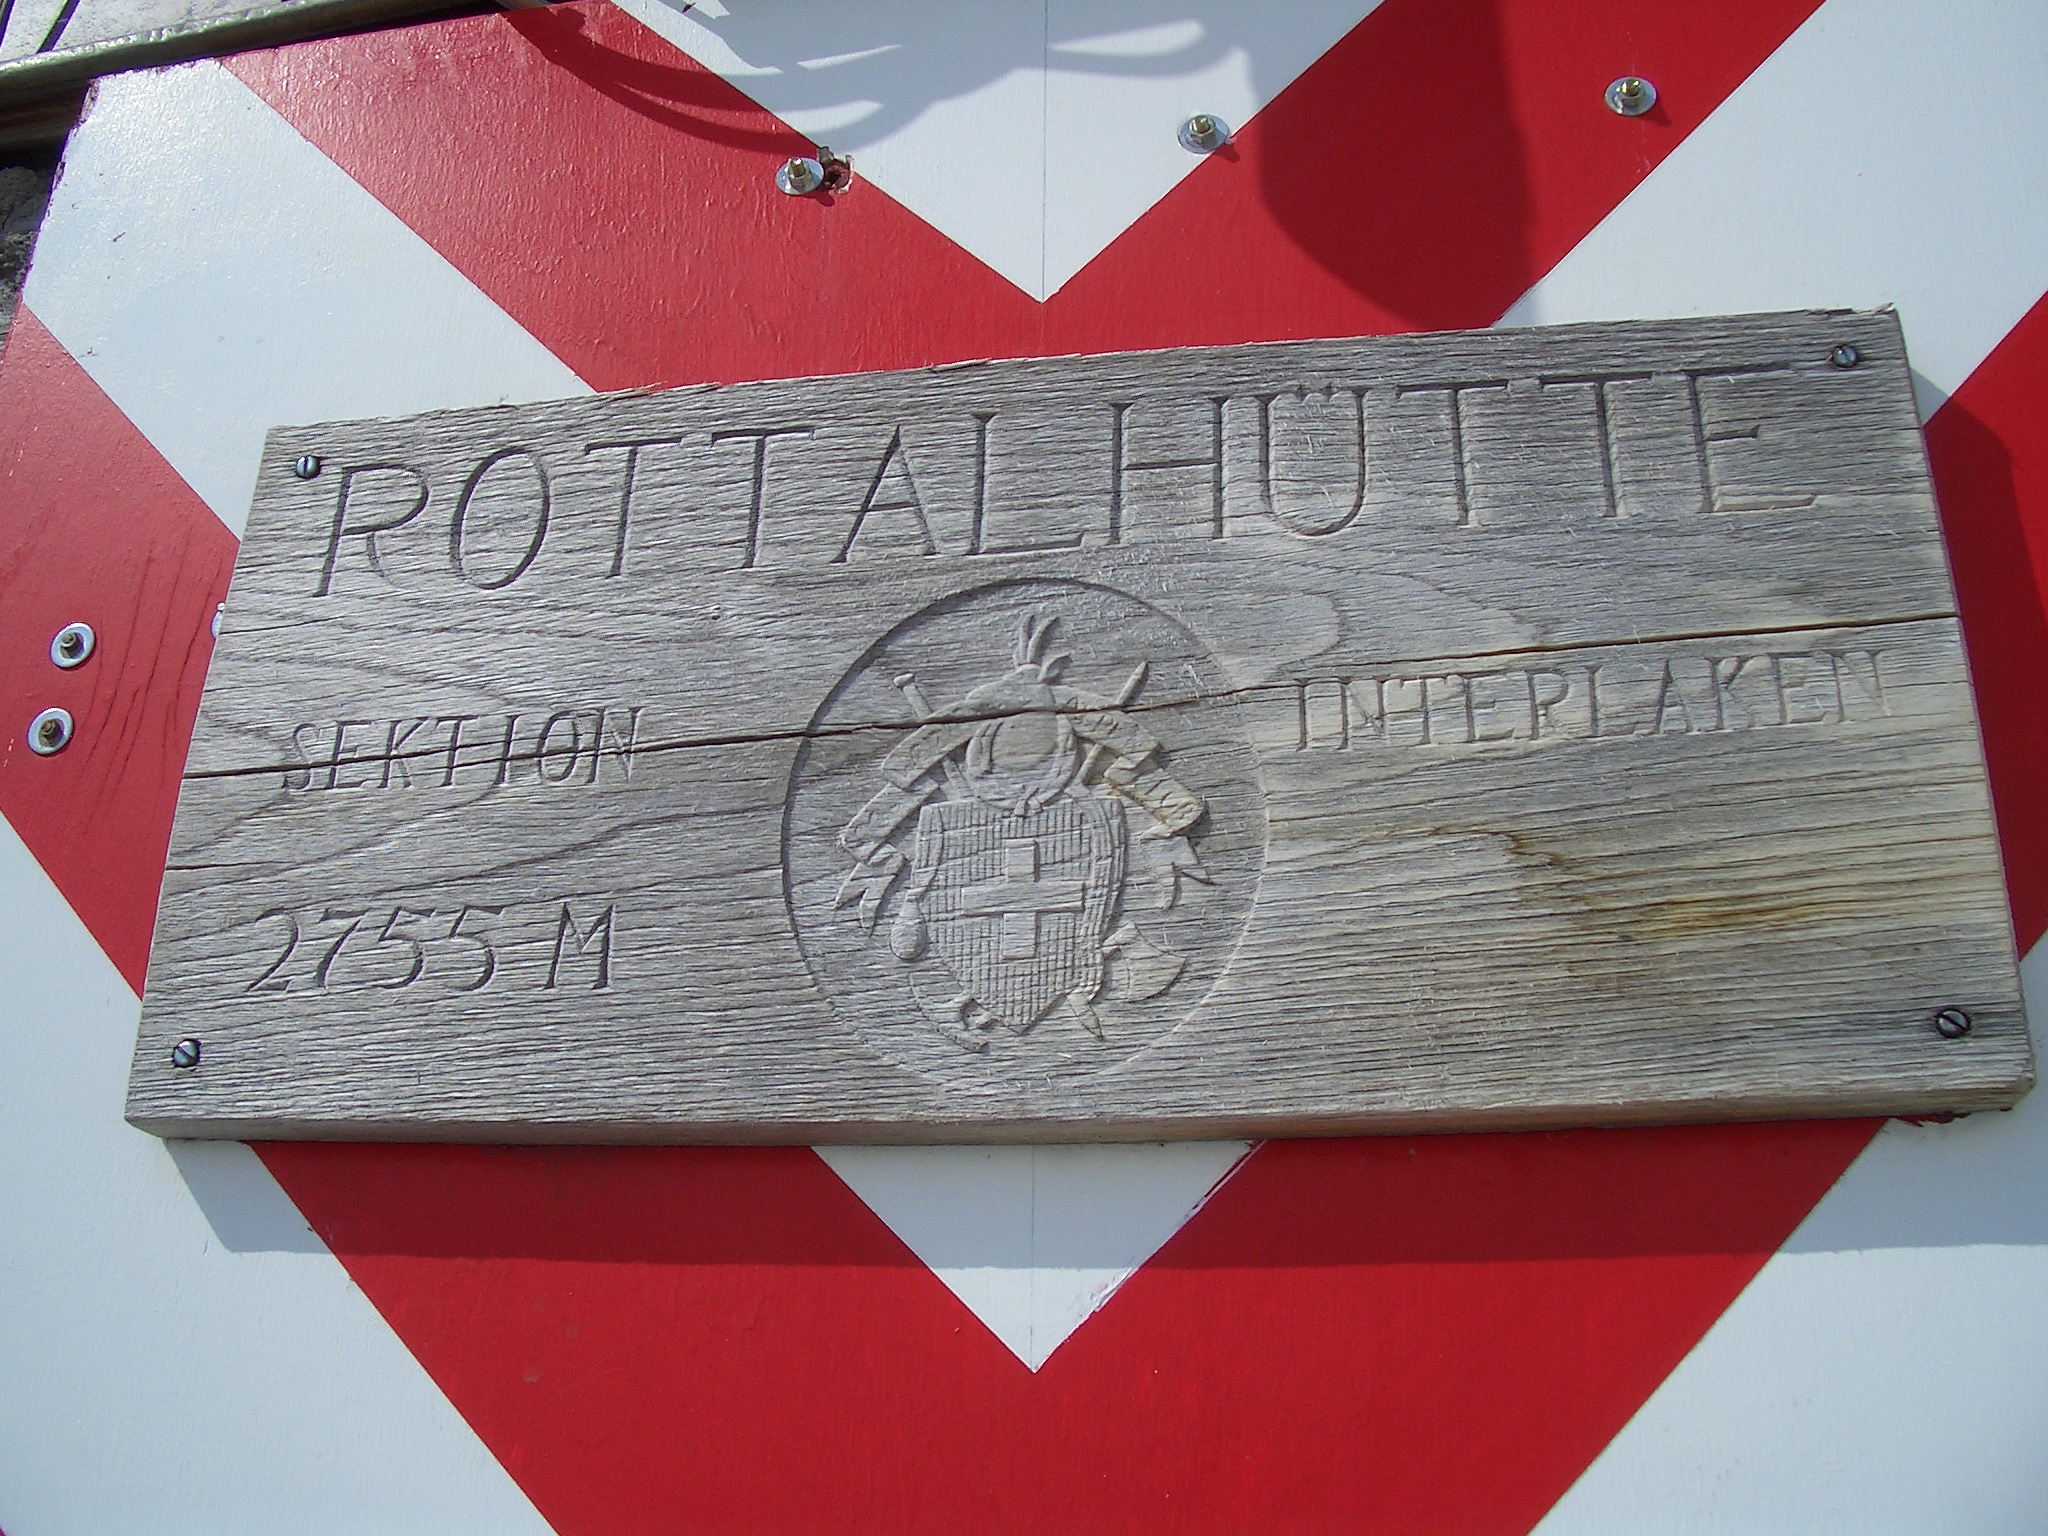 ROTTALHÜTTE
SEKTION INTERLAKEN
2755 M